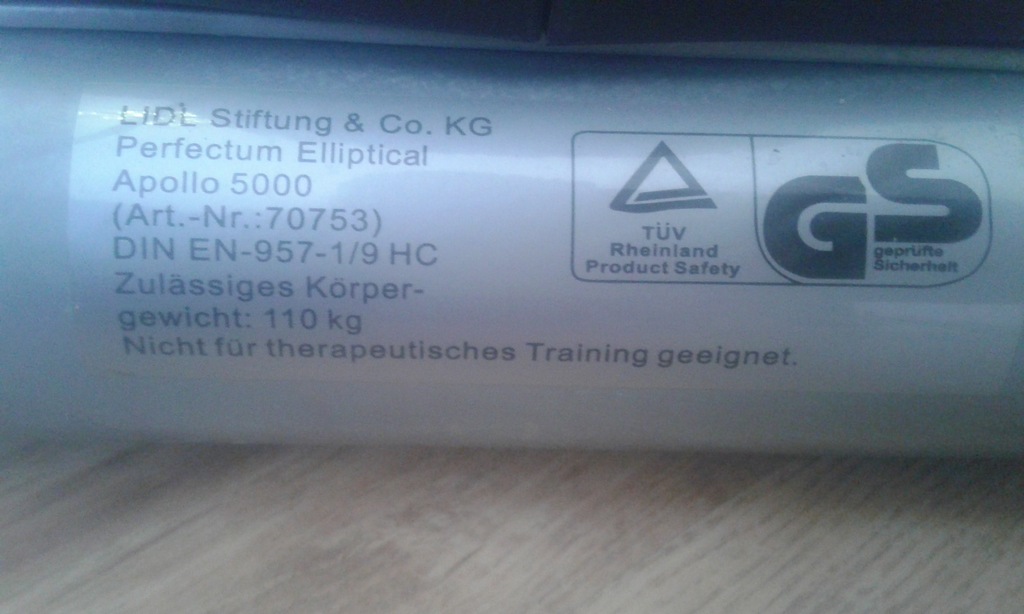 LIDL Stiftung & Co. KG
Perfectum Elliptical
Apollo 5000
(Art.-Nr.:70753)
DIN EN-957-1/9 HC
Zulässiges Körper-
gewicht: 110 kg
Nicht für therapeutisches Training geeignet.
TÜV
Rheinland
Product Safety
GS
geprüfte
Sicherheit